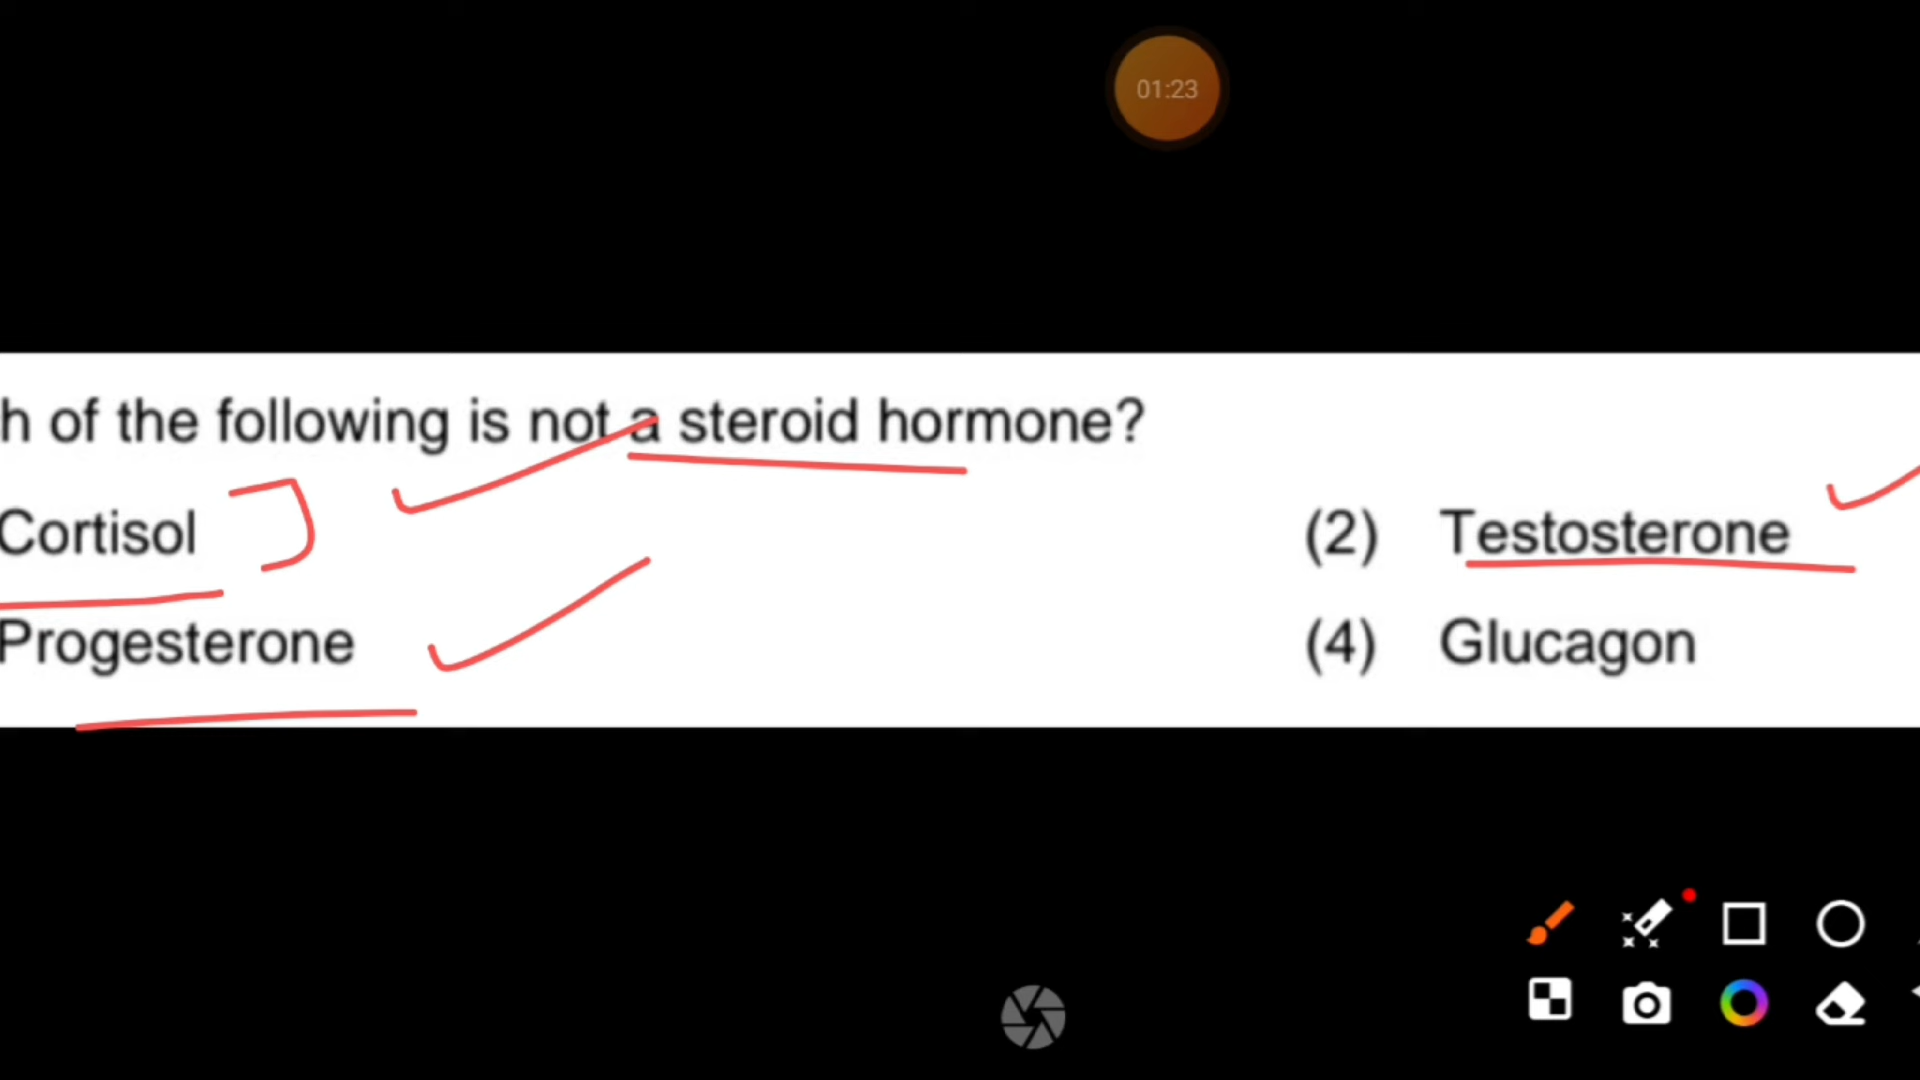 01:23
h of the following is not a steroid hormone?
Cortisol (2) Testosterone
Progesterone (4) Glucagon